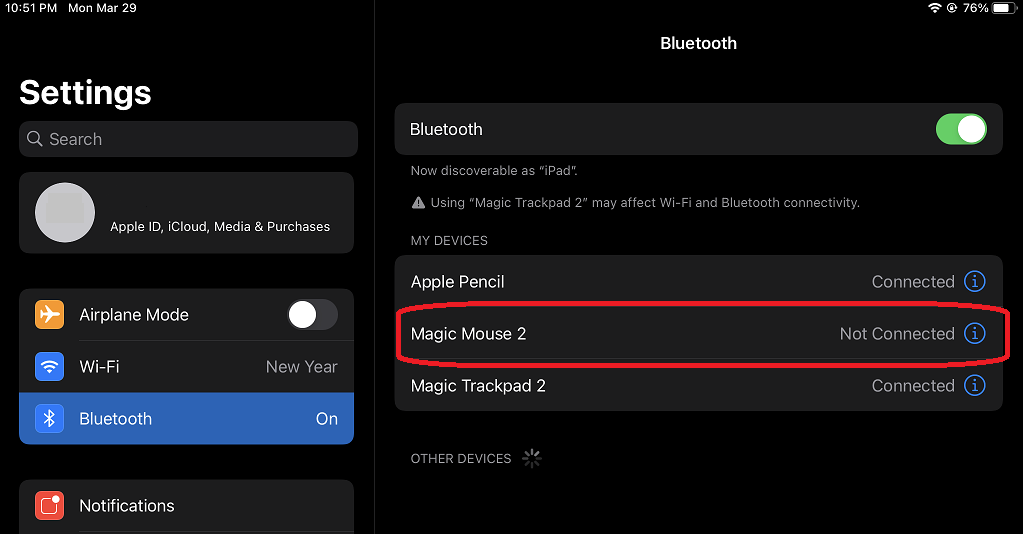 10:51 PM Mon Mar 29 76%
Settings
Search
Apple ID, iCloud, Media & Purchases
Airplane Mode
Wi-Fi New Year
Bluetooth On
Notifications
Bluetooth
Bluetooth
Now discoverable as “iPad”.
Using “Magic Trackpad 2” may affect Wi-Fi and Bluetooth connectivity.
MY DEVICES
Apple Pencil Connected
Magic Mouse 2 Not Connected
Magic Trackpad 2 Connected
OTHER DEVICES